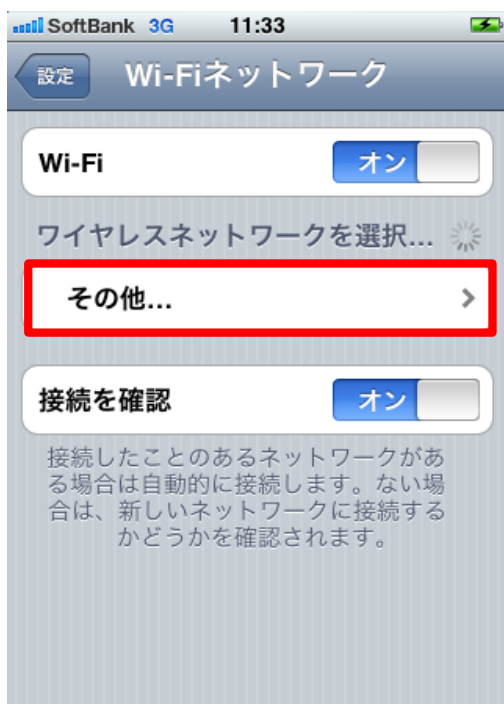 SoftBank 3G 11:33
設定 Wi-Fiネットワーク
Wi-Fi オン
ワイヤレスネットワークを選択...
その他...
接続を確認 オン
接続したことのあるネットワークがあ
る場合は自動的に接続します。ない場
合は、新しいネットワークに接続する
かどうかを確認されます。